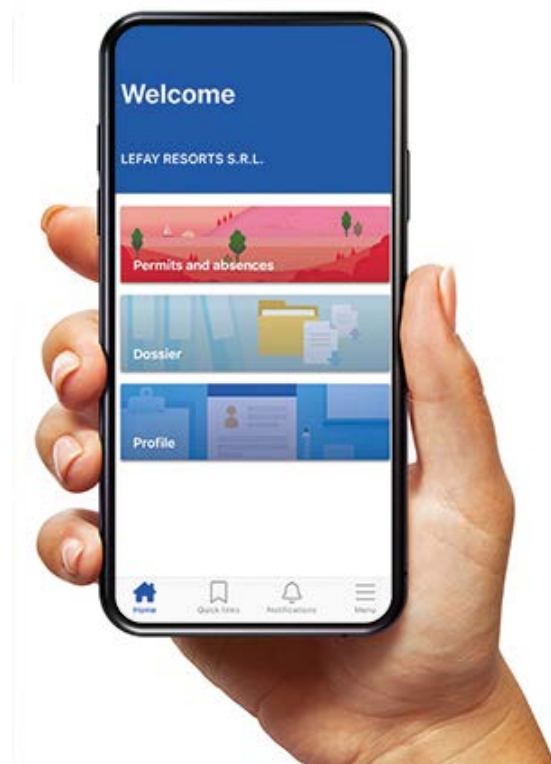 Welcome
LEFAY RESORTS S.R.L.
Permits and absences
Dossier
Profile
Home
Quick links
Notifications
Menu